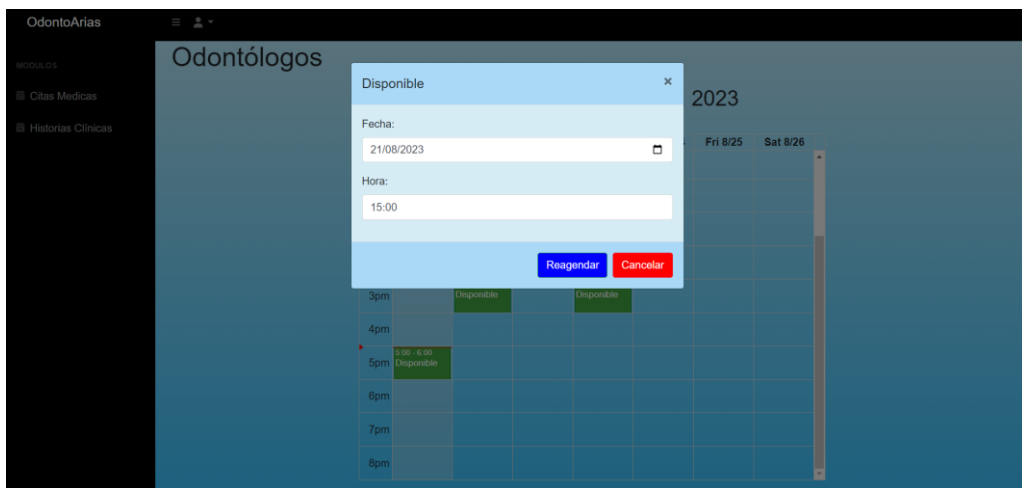 OdontoArias
MODULOS
Citas Medicas
Historias Clínicas
Odontólogos
2023
Fri 8/25 Sat 8/26
Disponible ×
Fecha:
21/08/2023
Hora:
15:00
Reagendar Cancelar
3pm Disponible Disponible
4pm
5:00 - 6:00
5pm Disponible
6pm
7pm
8pm